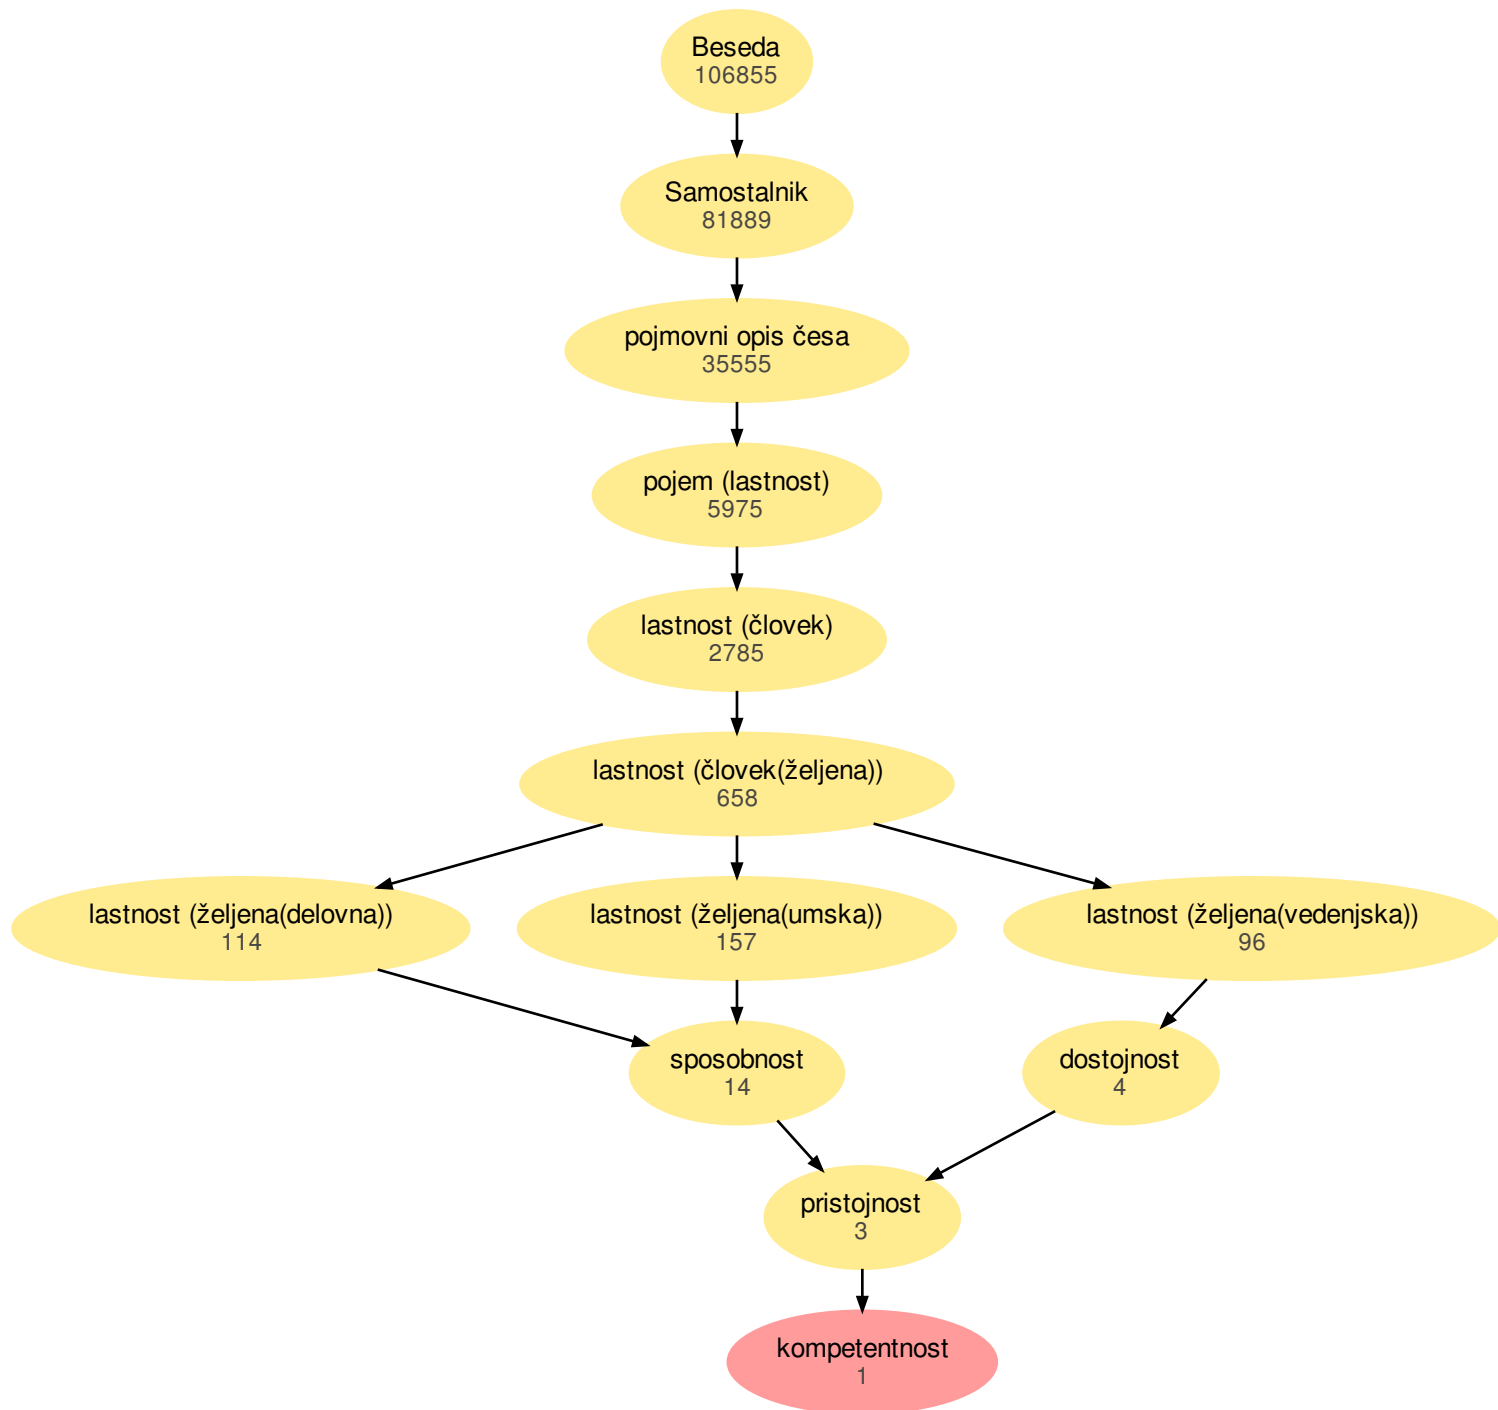 Beseda
106855
Samostalnik
81889
pojmovni opis česa
35555
pojem (lastnost)
5975
lastnost (človek)
2785
lastnost (človek(željena))
658
lastnost (željena(delovna))
114
lastnost (željena(umska))
157
lastnost (željena(vedenjska))
96
sposobnost
14
dostojnost
4
pristojnost
3
kompetentnost
1